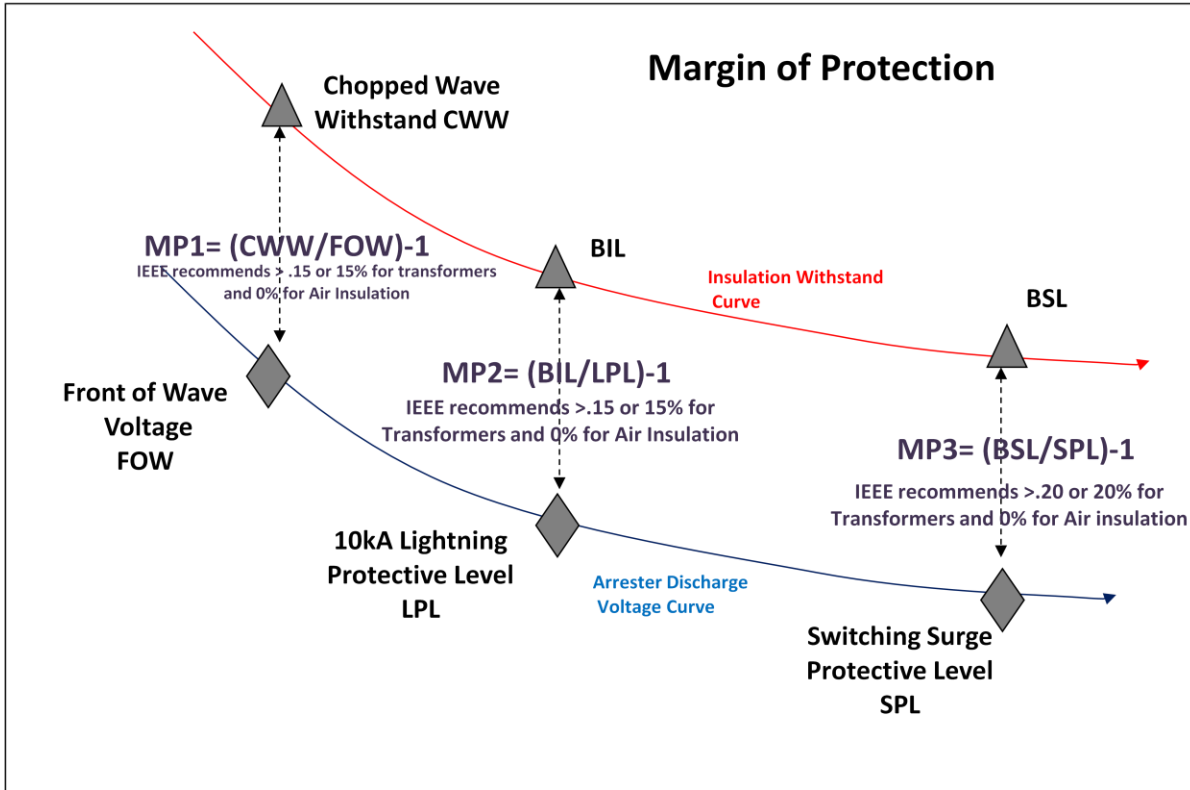 Margin of Protection
Chopped Wave
Withstand CWW
MP1= (CWW/FOW)-1
IEEE recommends > .15 or 15% for transformers
and 0% for Air Insulation
BIL
Insulation Withstand
Curve
BSL
Front of Wave
Voltage
FOW
MP2= (BIL/LPL)-1
IEEE recommends >.15 or 15% for
Transformers and 0% for Air Insulation
MP3= (BSL/SPL)-1
IEEE recommends >.20 or 20% for
Transformers and 0% for Air insulation
10kA Lightning
Protective Level
LPL
Arrester Discharge
Voltage Curve
Switching Surge
Protective Level
SPL